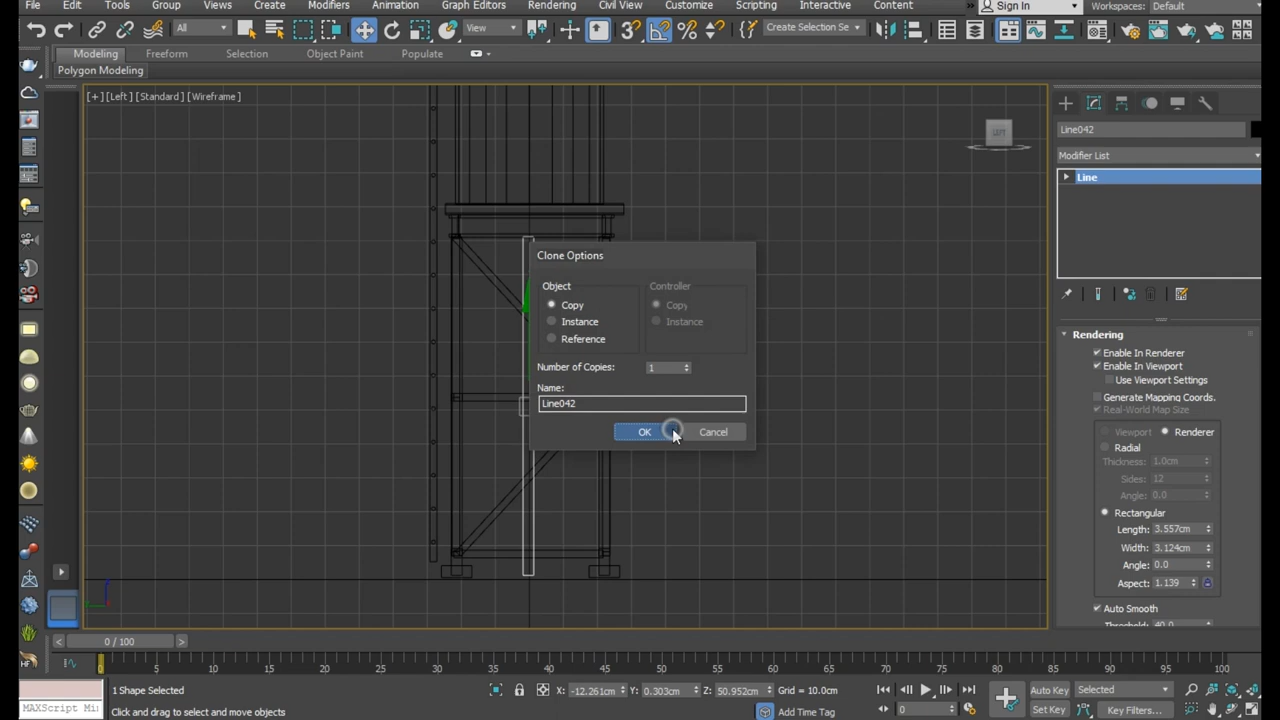 File Edit Tools Group Views Create Modifiers Animation Graph Editors Rendering Civil View Customize Scripting Interactive Content » Sign In Workspaces: Default
All View Create Selection Se
Modeling Freeform Selection Object Paint Populate
Polygon Modeling
[+] [Left] [Standard] [Wireframe]
LEFT
Line042
Modifier List
Line
Clone Options
Object Controller
Copy Copy
Instance Instance
Reference
Number of Copies: 1
Name:
Line042
OK Cancel
Rendering
Enable In Renderer
Enable In Viewport
Use Viewport Settings
Generate Mapping Coords.
Real-World Map Size
Viewport Renderer
Radial
Thickness: 1.0cm
Sides: 12
Angle: 0.0
Rectangular
Length: 3.557cm
Width: 3.124cm
Angle: 0.0
Aspect: 1.139
Auto Smooth
Threshold: 40.0
HF
< 0 / 100 >
0 5 10 15 20 25 30 35 40 45 50 55 60 65 70 75 80 85 90 95 100
1 Shape Selected
X: -12.261cm Y: 0.303cm Z: 50.952cm Grid = 10.0cm
Auto Key Selected
MAXScript Mi
Click and drag to select and move objects
Add Time Tag
0
Set Key Key Filters...